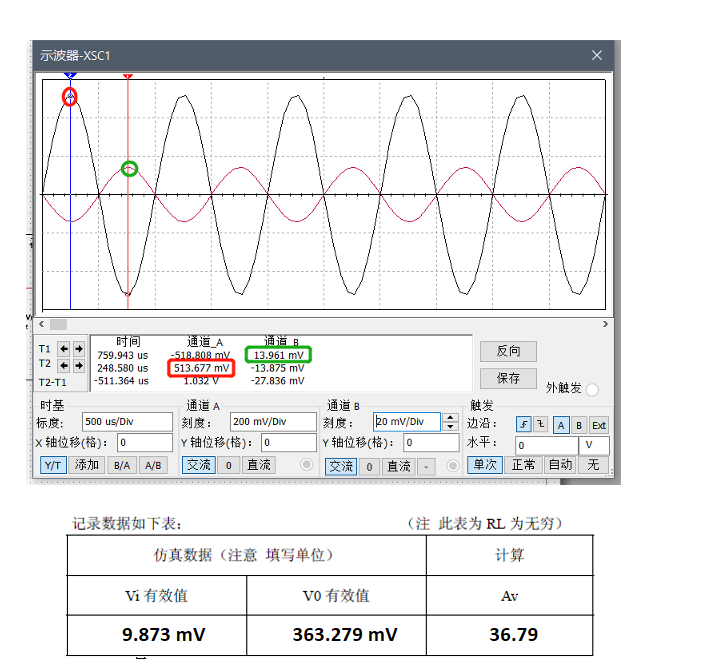 示波器-XSC1
时间 通道_A 通道_B
T1 759.943 us -518.808 mV 13.961 mV
T2 248.580 us 513.677 mV -13.875 mV
T2-T1 -511.364 us 1.032 V -27.836 mV
反向
保存
外触发
时基 通道 A 通道 B 触发
标度: 500 us/Div 刻度: 200 mV/Div 刻度: 20 mV/Div 边沿: A B Ext
X 轴位移(格): 0 Y 轴位移(格): 0 Y 轴位移(格): 0 水平: 0 V
Y/T 添加 B/A A/B 交流 0 直流 交流 0 直流 - 单次 正常 自动 无
记录数据如下表: (注 此表为 RL 为无穷)
仿真数据(注意 填写单位) 计算
Vi 有效值 V0 有效值 Av
9.873 mV 363.279 mV 36.79